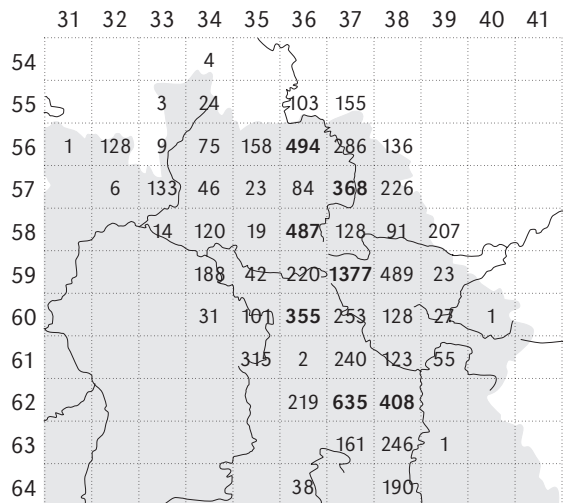 31 32 33 34 35 36 37 38 39 40 41
54 4
55 3 24 103 155
56 1 128 9 75 158 494 286 136
57 6 133 46 23 84 368 226
58 14 120 19 487 128 91 207
59 188 42 220 1377 489 23
60 31 101 355 253 128 27 1
61 315 2 240 123 55
62 219 635 408
63 161 246 1
64 38 190